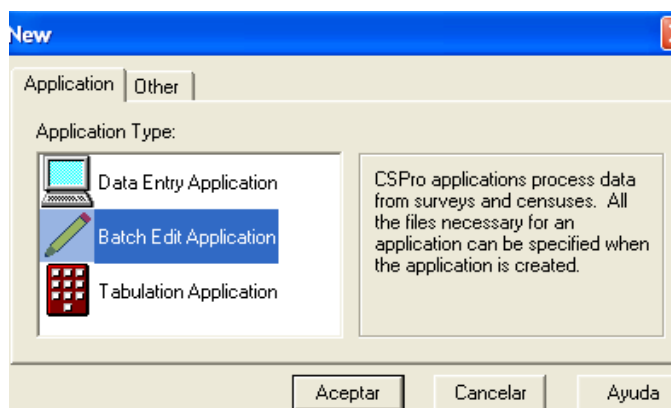 New
Application
Other
Application Type:
Data Entry Application
Batch Edit Application
Tabulation Application
CSPro applications process data
from surveys and censuses. All
the files necessary for an
application can be specified when
the application is created.
Aceptar
Cancelar
Ayuda